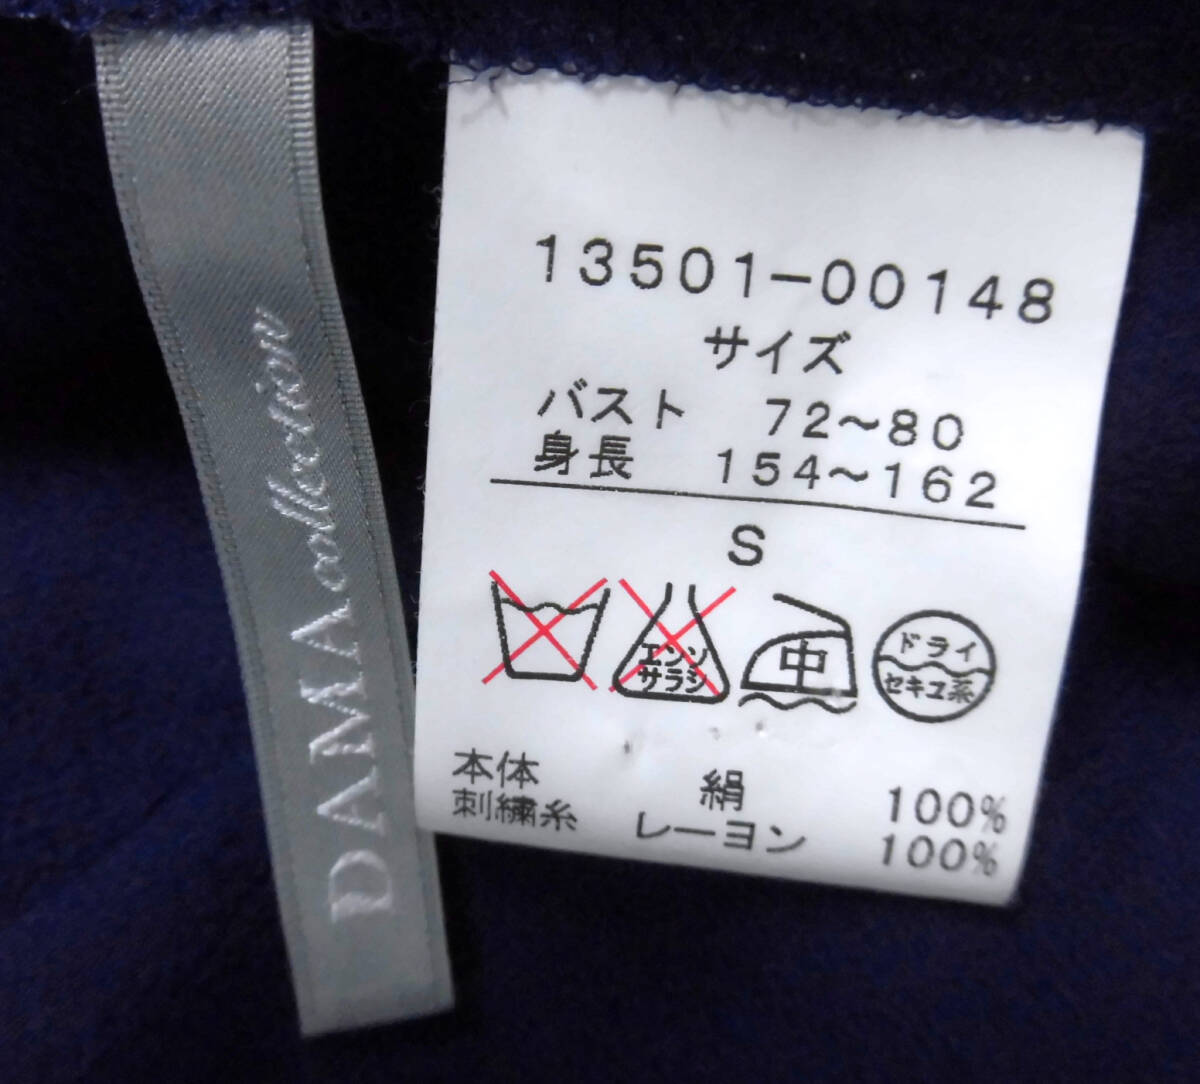 DAMA collection
13501-00148
サイズ
バスト 72~80
身長 154~162
S
エンソ
サラシ
中
ドライ
セキユ系
本体 絹 100%
刺繍糸 レーヨン 100%